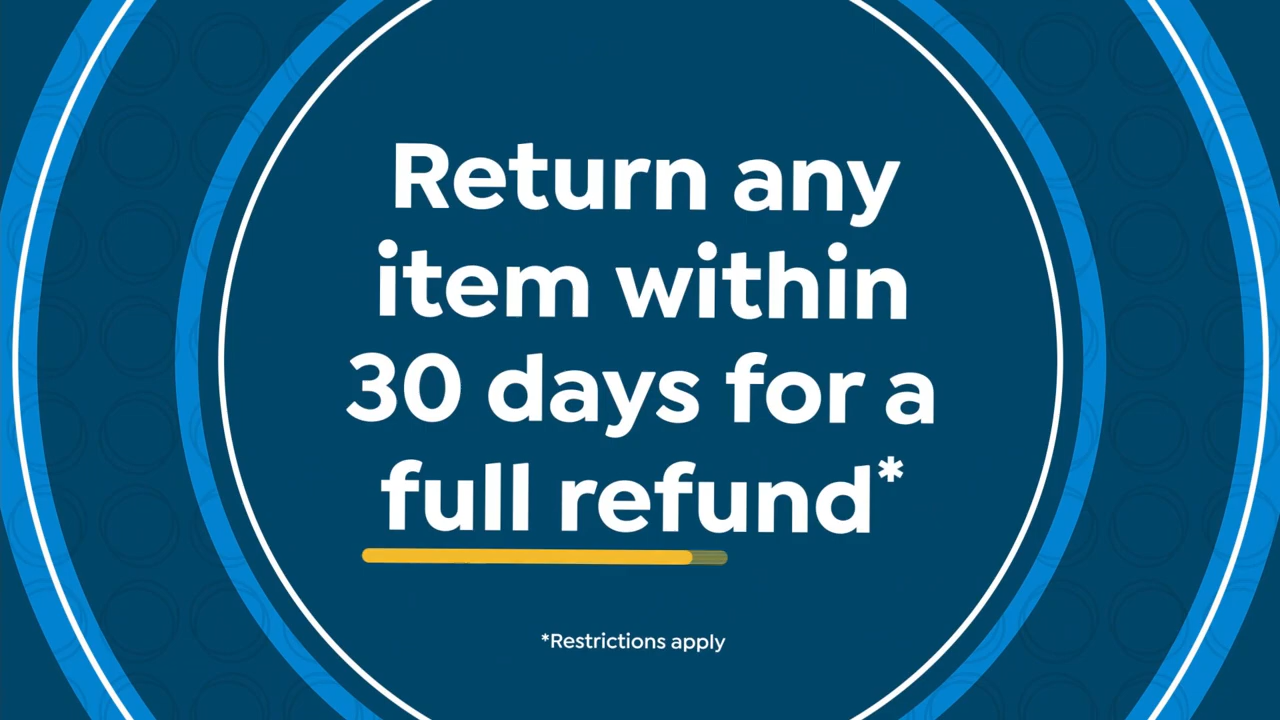 Return any
item within
30 days for a
full refund*
*Restrictions apply